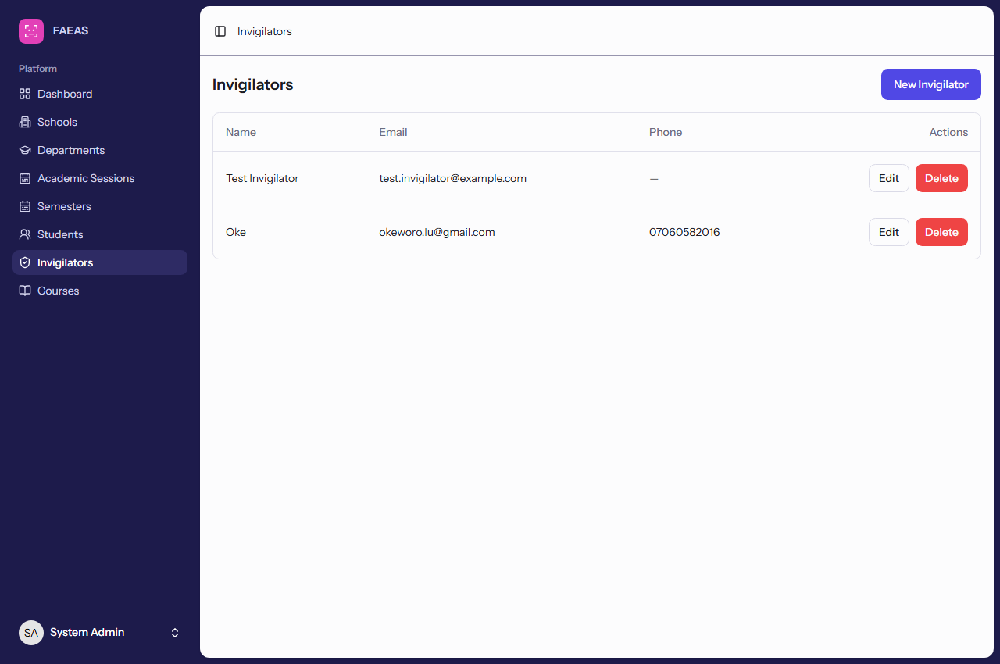 FAEAS
Platform
Dashboard
Schools
Departments
Academic Sessions
Semesters
Students
Invigilators
Courses
SA System Admin
Invigilators
Invigilators
New Invigilator
Name Email Phone Actions
Test Invigilator test.invigilator@example.com — Edit Delete
Oke okeworo.lu@gmail.com 07060582016 Edit Delete